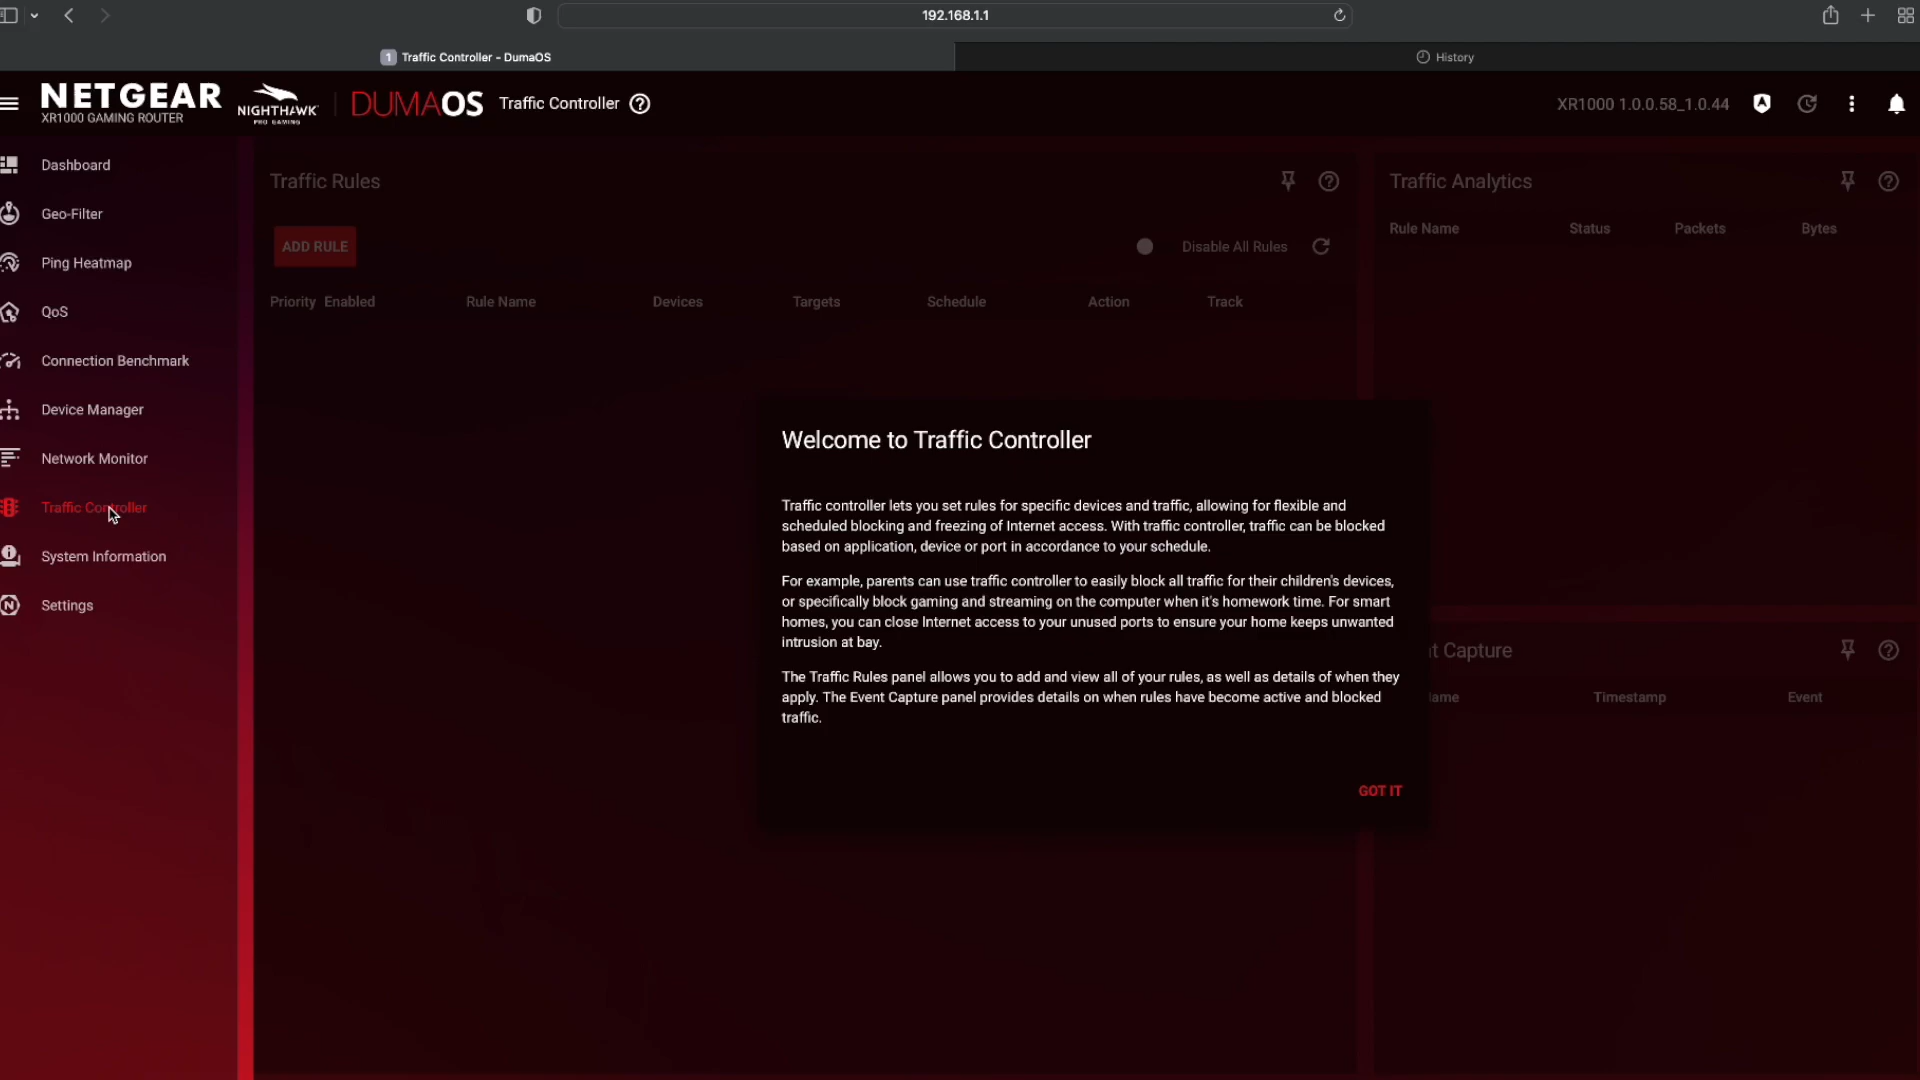 192.168.1.1
1 Traffic Controller - DumaOS
History
NETGEAR
XR1000 GAMING ROUTER
NIGHTHAWK
PRO GAMING
DUMAOS
Traffic Controller
XR1000 1.0.0.58_1.0.44
Dashboard
Geo-Filter
Ping Heatmap
QoS
Connection Benchmark
Device Manager
Network Monitor
Traffic Controller
System Information
Settings
Traffic Rules
ADD RULE
Disable All Rules
Priority Enabled Rule Name Devices Targets Schedule Action Track
Traffic Analytics
Rule Name Status Packets Bytes
Welcome to Traffic Controller
Traffic controller lets you set rules for specific devices and traffic, allowing for flexible and
scheduled blocking and freezing of Internet access. With traffic controller, traffic can be blocked
based on application, device or port in accordance to your schedule.
For example, parents can use traffic controller to easily block all traffic for their children's devices,
or specifically block gaming and streaming on the computer when it's homework time. For smart
homes, you can close Internet access to your unused ports to ensure your home keeps unwanted
intrusion at bay.
The Traffic Rules panel allows you to add and view all of your rules, as well as details of when they
apply. The Event Capture panel provides details on when rules have become active and blocked
traffic.
GOT IT
t Capture
ame Timestamp Event